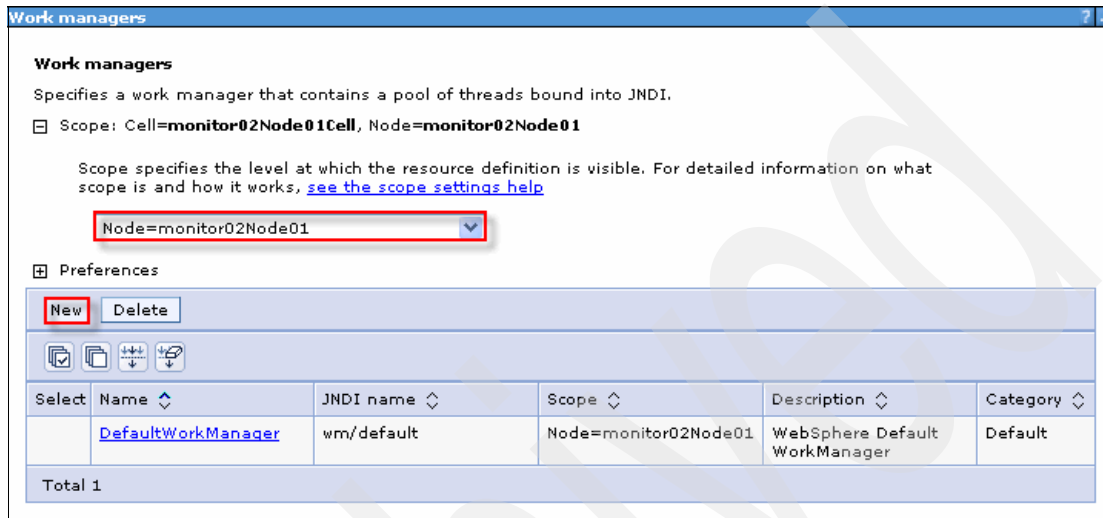 Work managers ? -
Work managers
Specifies a work manager that contains a pool of threads bound into JNDI.
Scope: Cell=monitor02Node01Cell, Node=monitor02Node01
Scope specifies the level at which the resource definition is visible. For detailed information on what
scope is and how it works, see the scope settings help
Node=monitor02Node01
Preferences
New Delete
Select Name JNDI name Scope Description Category
DefaultWorkManager wm/default Node=monitor02Node01 WebSphere Default Default
WorkManager
Total 1